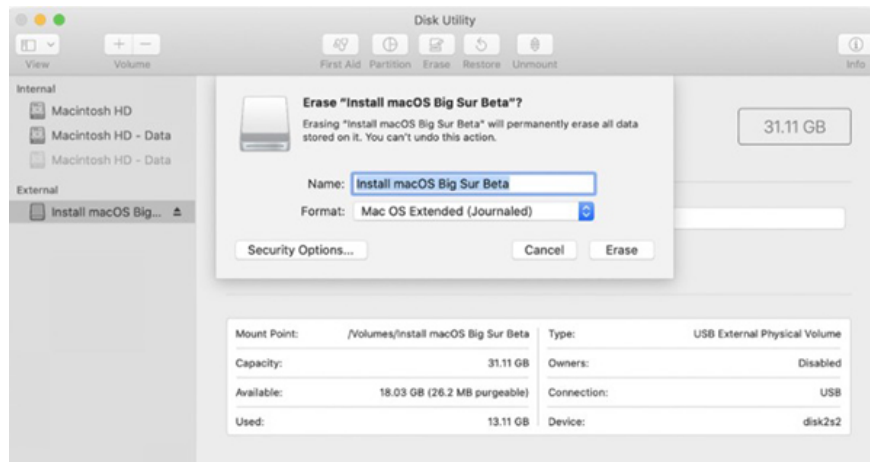 Disk Utility
View
Volume
First Aid Partition Erase Restore Unmount
Info
Internal
Macintosh HD
Macintosh HD - Data
Macintosh HD - Data
External
Install macOS Big...
Erase "Install macOS Big Sur Beta"?
Erasing "Install macOS Big Sur Beta" will permanently erase all data
stored on it. You can't undo this action.
Name: Install macOS Big Sur Beta
Format: Mac OS Extended (Journaled)
Security Options... Cancel Erase
31.11 GB
Mount Point: /Volumes/Install macOS Big Sur Beta Type: USB External Physical Volume
Capacity: 31.11 GB Owners: Disabled
Available: 18.03 GB (26.2 MB purgeable) Connection: USB
Used: 13.11 GB Device: disk2s2